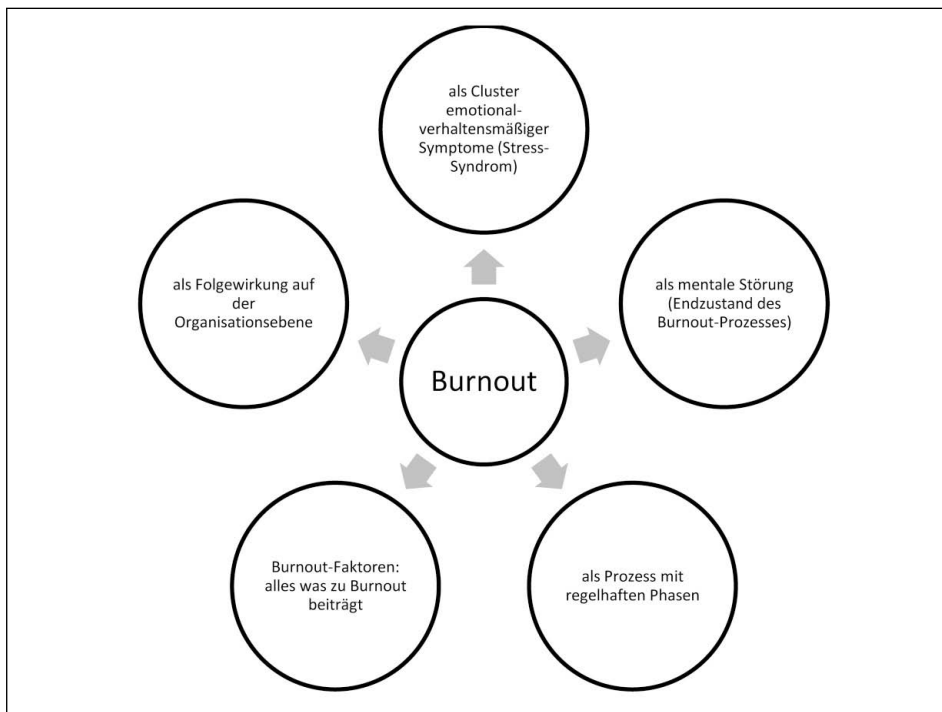 als Cluster
emotional-
verhaltensmäßiger
Symptome (Stress-
Syndrom)
als Folgewirkung auf
der
Organisationsebene
als mentale Störung
(Endzustand des
Burnout-Prozesses)
Burnout
Burnout-Faktoren:
alles was zu Burnout
beiträgt
als Prozess mit
regelhaften Phasen